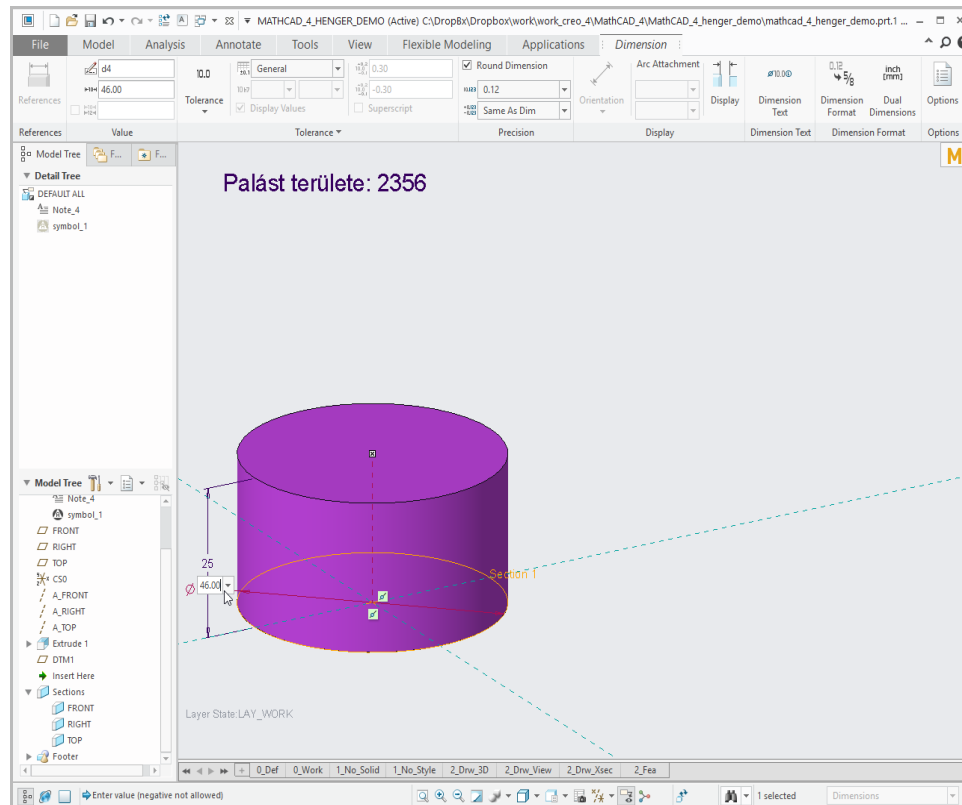 MATHCAD_4_HENGER_DEMO (Active) C:\DropBx\Dropbox\work\work_creo_4\MathCAD_4\MathCAD_4_henger_demo\mathcad_4_henger_demo.prt.1 ...
File Model Analysis Annotate Tools View Flexible Modeling Applications Dimension
d4 10.0 General 0.30 Round Dimension Arc Attachment
46.00 -0.30 0.12
Display Values Superscript Same As Dim
References Tolerance Orientation Display Dimension Text Dimension Format Dual Dimensions Options
inch [mm]
References Value Tolerance Precision Display Dimension Text Dimension Format Options
Model Tree F... F...
Detail Tree
DEFAULT ALL
Note_4
symbol_1
M
Palást területe: 2356
Model Tree
Note_4
symbol_1
FRONT
RIGHT
TOP
CS0
A_FRONT
A_RIGHT
A_TOP
Extrude 1
DTM1
Insert Here
Sections
FRONT
RIGHT
TOP
Footer
25
Ø 46.00
Section 1
Layer State:LAY_WORK
0_Def 0_Work 1_No_Solid 1_No_Style 2_Drw_3D 2_Drw_View 2_Drw_Xsec 2_Fea
Enter value (negative not allowed) 1 selected Dimensions